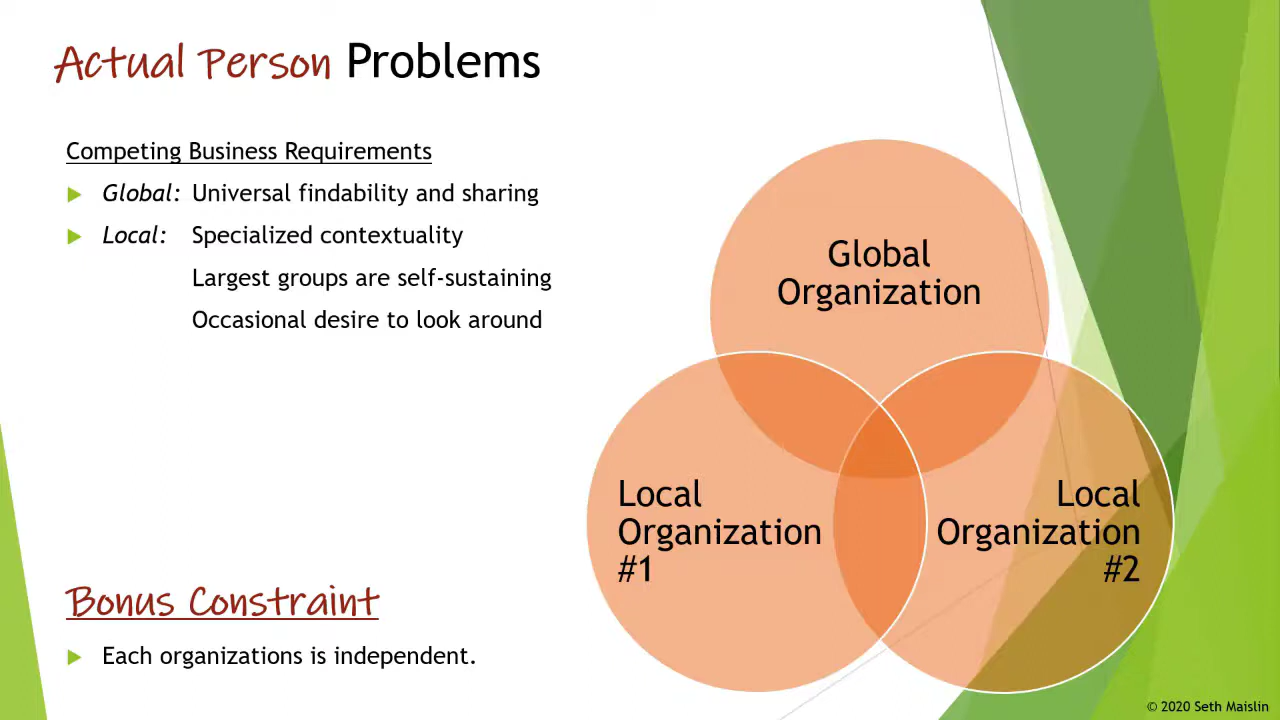 Actual Person Problems
Competing Business Requirements
Global: Universal findability and sharing
Local: Specialized contextuality
Largest groups are self-sustaining
Occasional desire to look around
Global
Organization
Local
Organization
#1
Local
Organization
#2
Bonus Constraint
Each organizations is independent.
© 2020 Seth Maislin